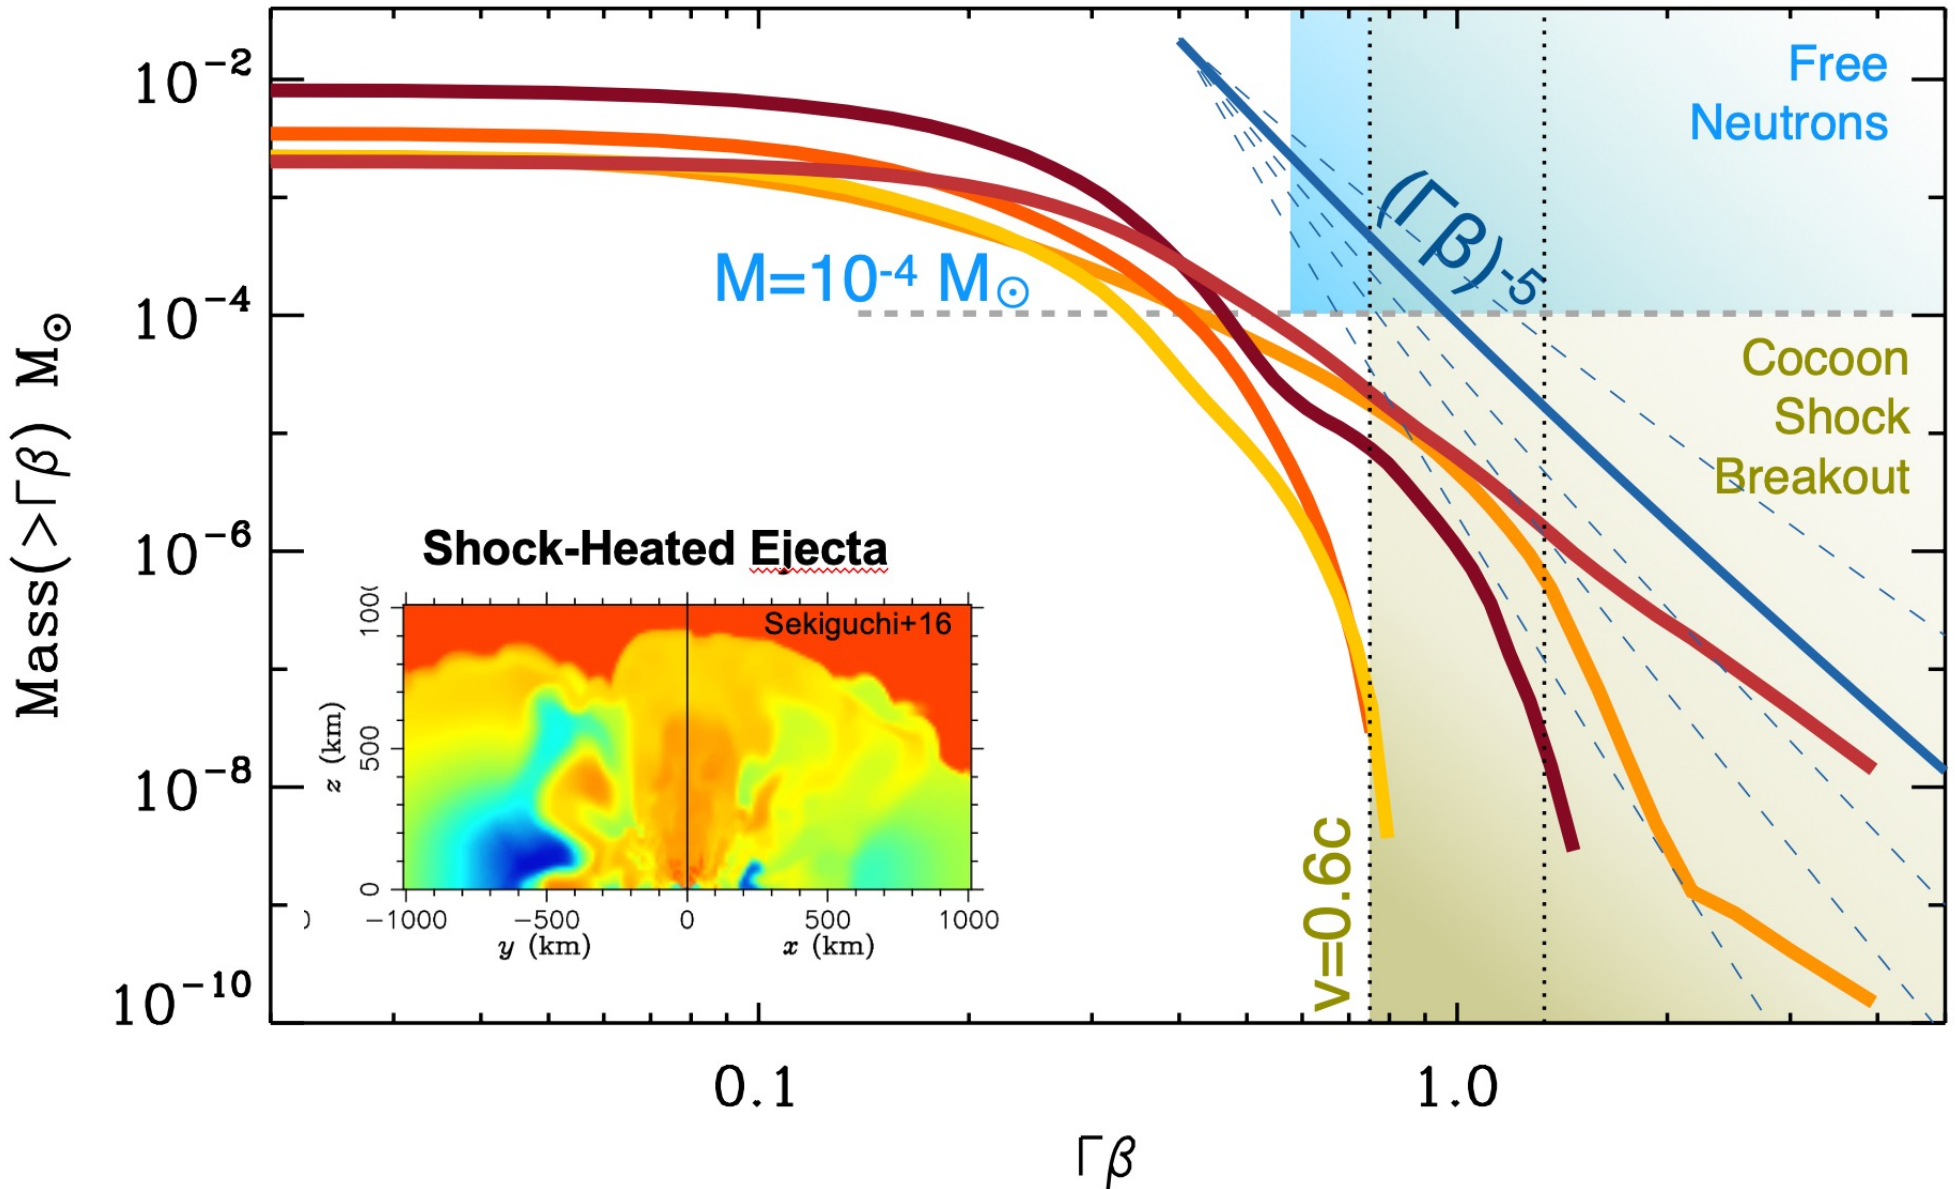 10⁻²
10⁻⁴
10⁻⁶
10⁻⁸
10⁻¹⁰
Mass(>Γβ) M☉
Free
Neutrons
(Γβ)⁻⁵
M=10⁻⁴ M☉
Cocoon
Shock
Breakout
v=0.6c
Shock-Heated Ejecta
Sekiguchi+16
500
0
z (km)
−1000 −500 0 500 1000
y (km) x (km)
0.1 1.0
Γβ